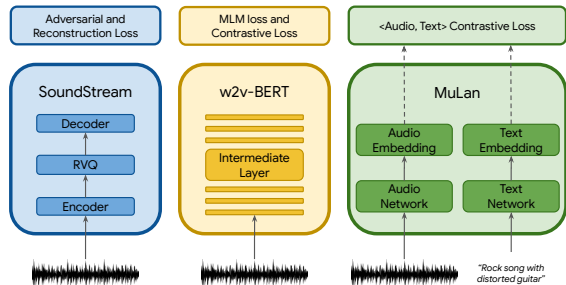 Adversarial and
Reconstruction Loss
MLM loss and
Contrastive Loss
<Audio, Text> Contrastive Loss
SoundStream
Decoder
RVQ
Encoder
w2v-BERT
Intermediate
Layer
MuLan
Audio
Embedding
Text
Embedding
Audio
Network
Text
Network
"Rock song with
distorted guitar"